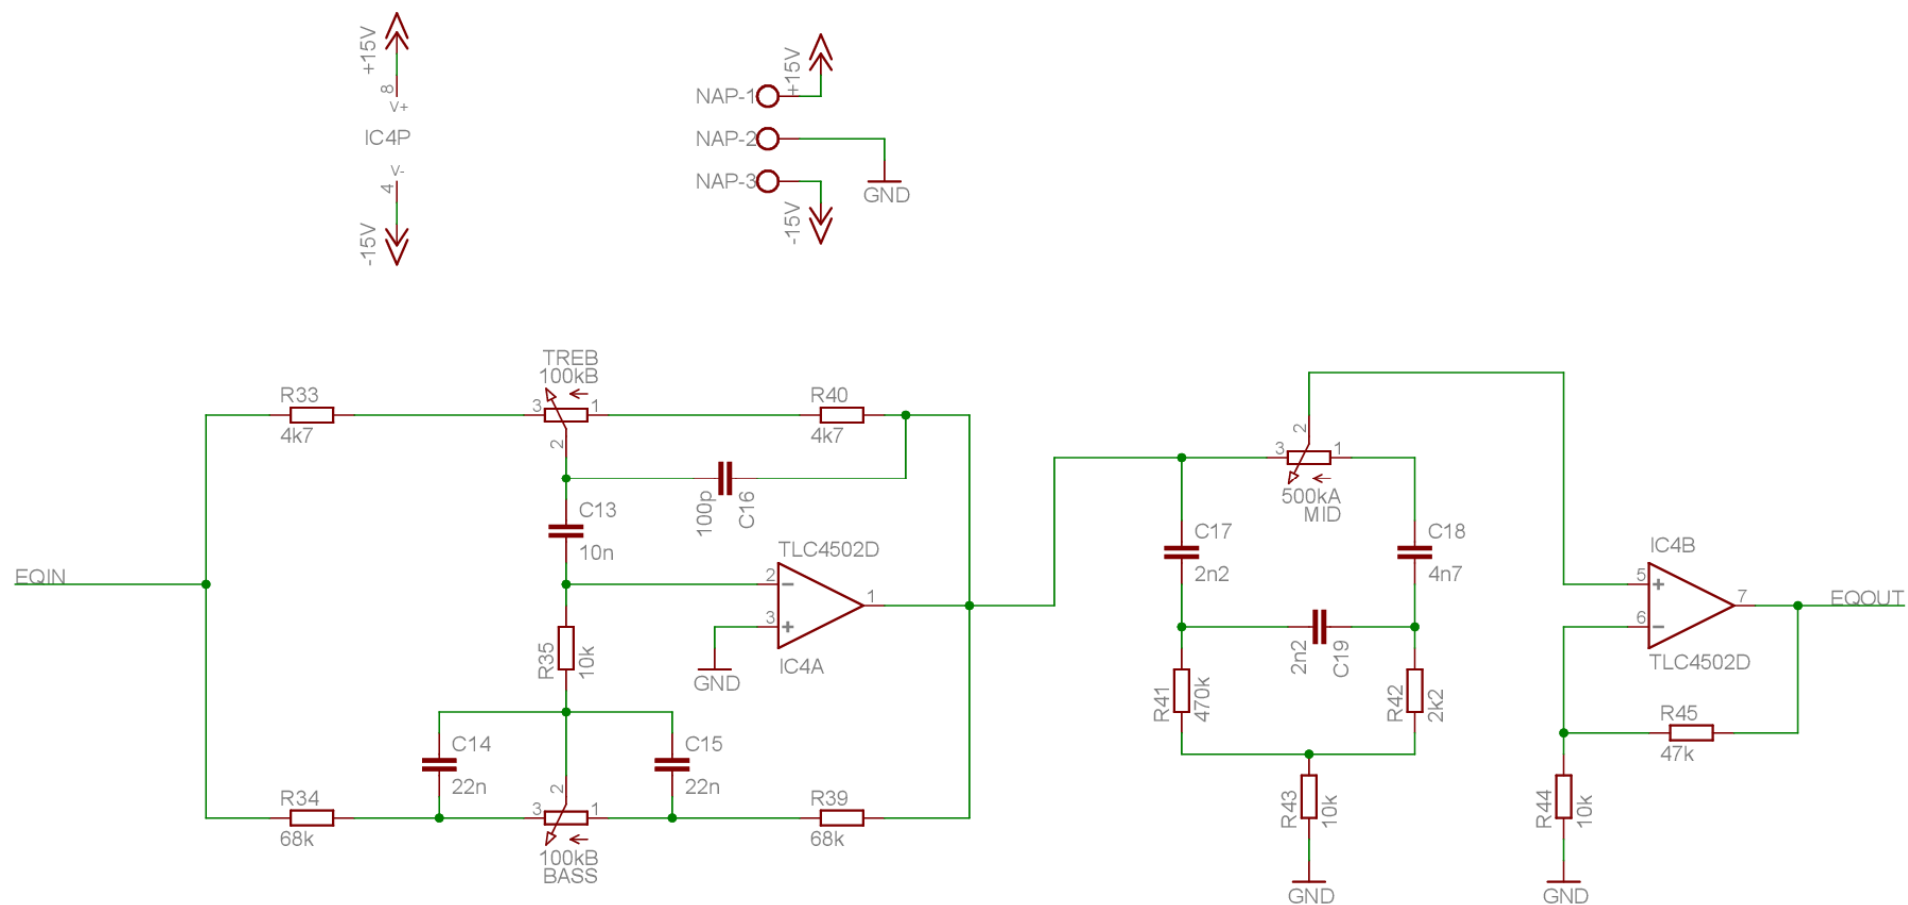 +15V
8
V+
IC4P
V-
4
-15V
+15V
NAP-1
NAP-2
NAP-3
GND
-15V
TREB
100kB
R33
4k7
3
1
2
R40
4k7
C13
10n
100p
C16
EQIN
TLC4502D
2
3
1
IC4A
GND
R35
10k
C14
22n
C15
22n
R34
68k
3
2
1
R39
68k
100kB
BASS
2
3
1
500kA
MID
C17
2n2
C18
4n7
2n2
C19
R41
470k
R42
2k2
R43
10k
GND
IC4B
5
6
7
EQOUT
TLC4502D
R45
47k
R44
10k
GND